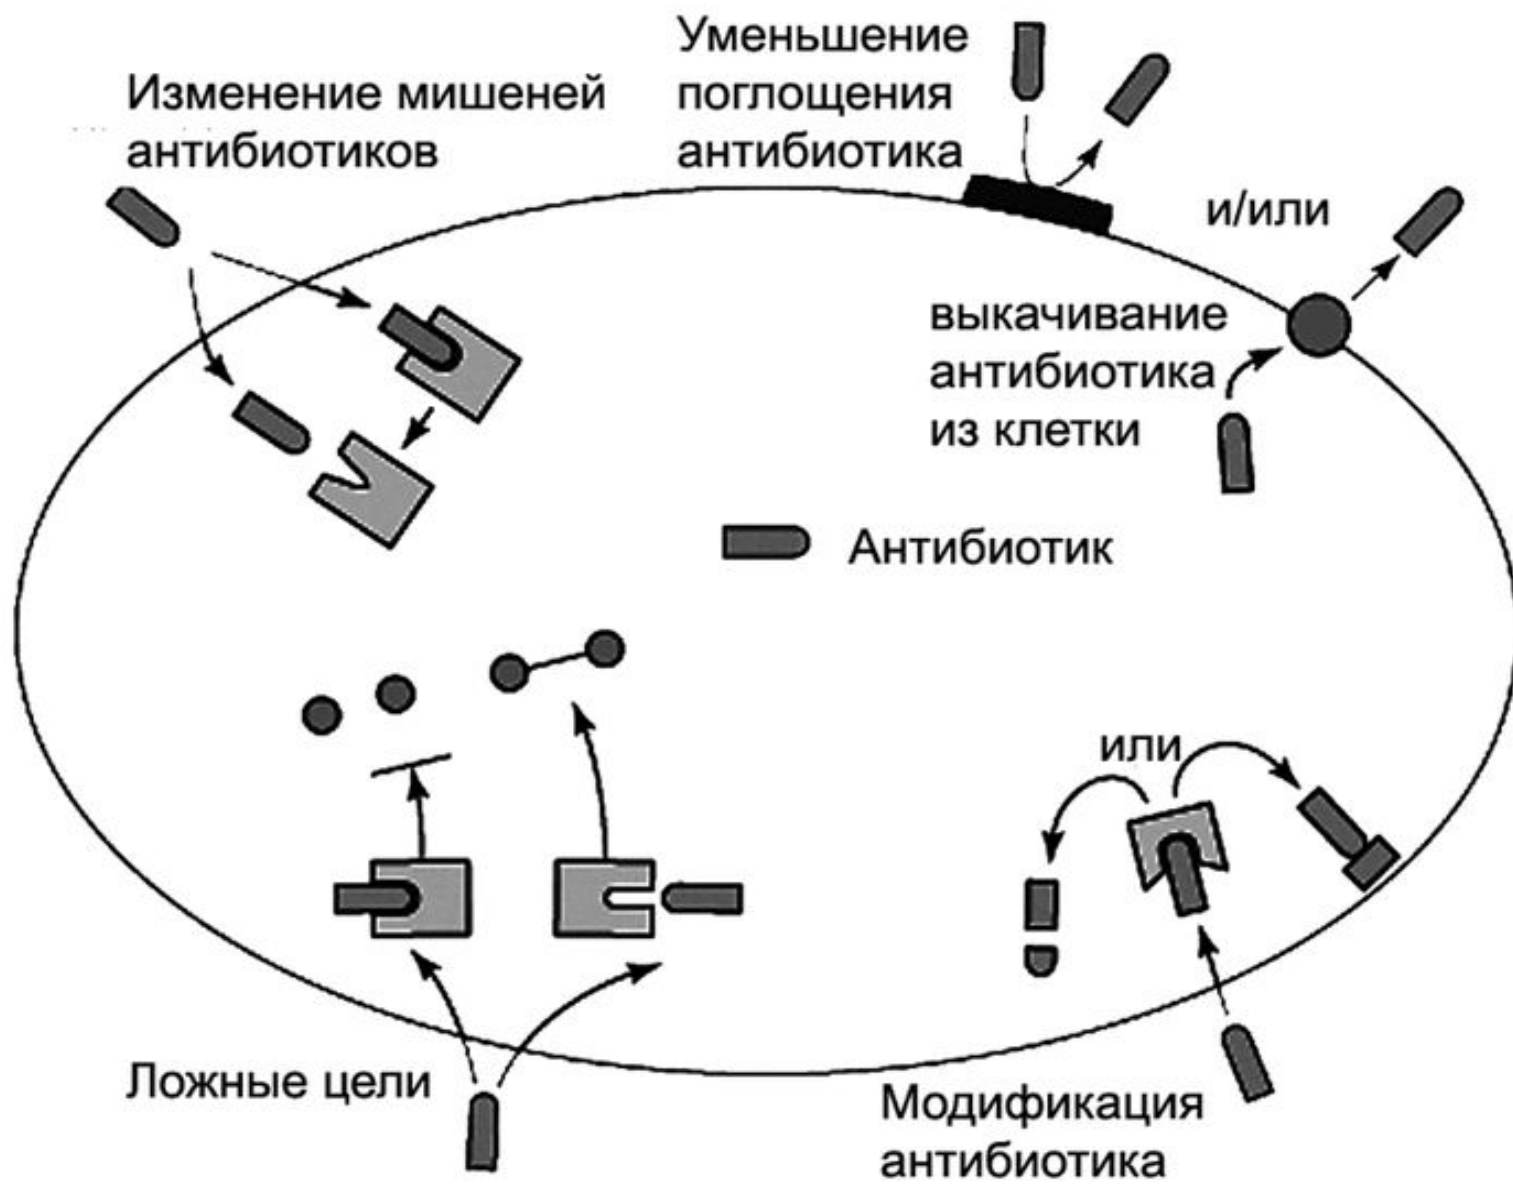 Изменение мишеней
антибиотиков
Уменьшение
поглощения
антибиотика
и/или
выкачивание
антибиотика
из клетки
Антибиотик
или
Ложные цели
Модификация
антибиотика